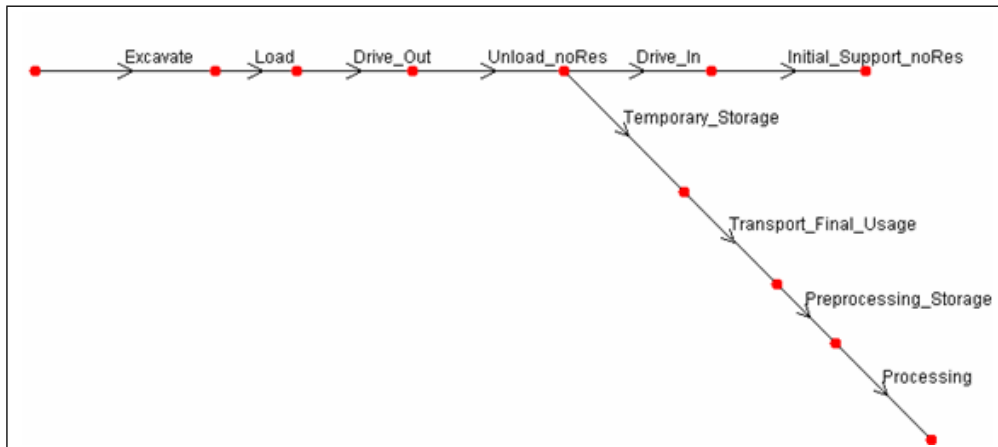 Excavate
Load
Drive_Out
Unload_noRes
Drive_In
Initial_Support_noRes
Temporary_Storage
Transport_Final_Usage
Preprocessing_Storage
Processing